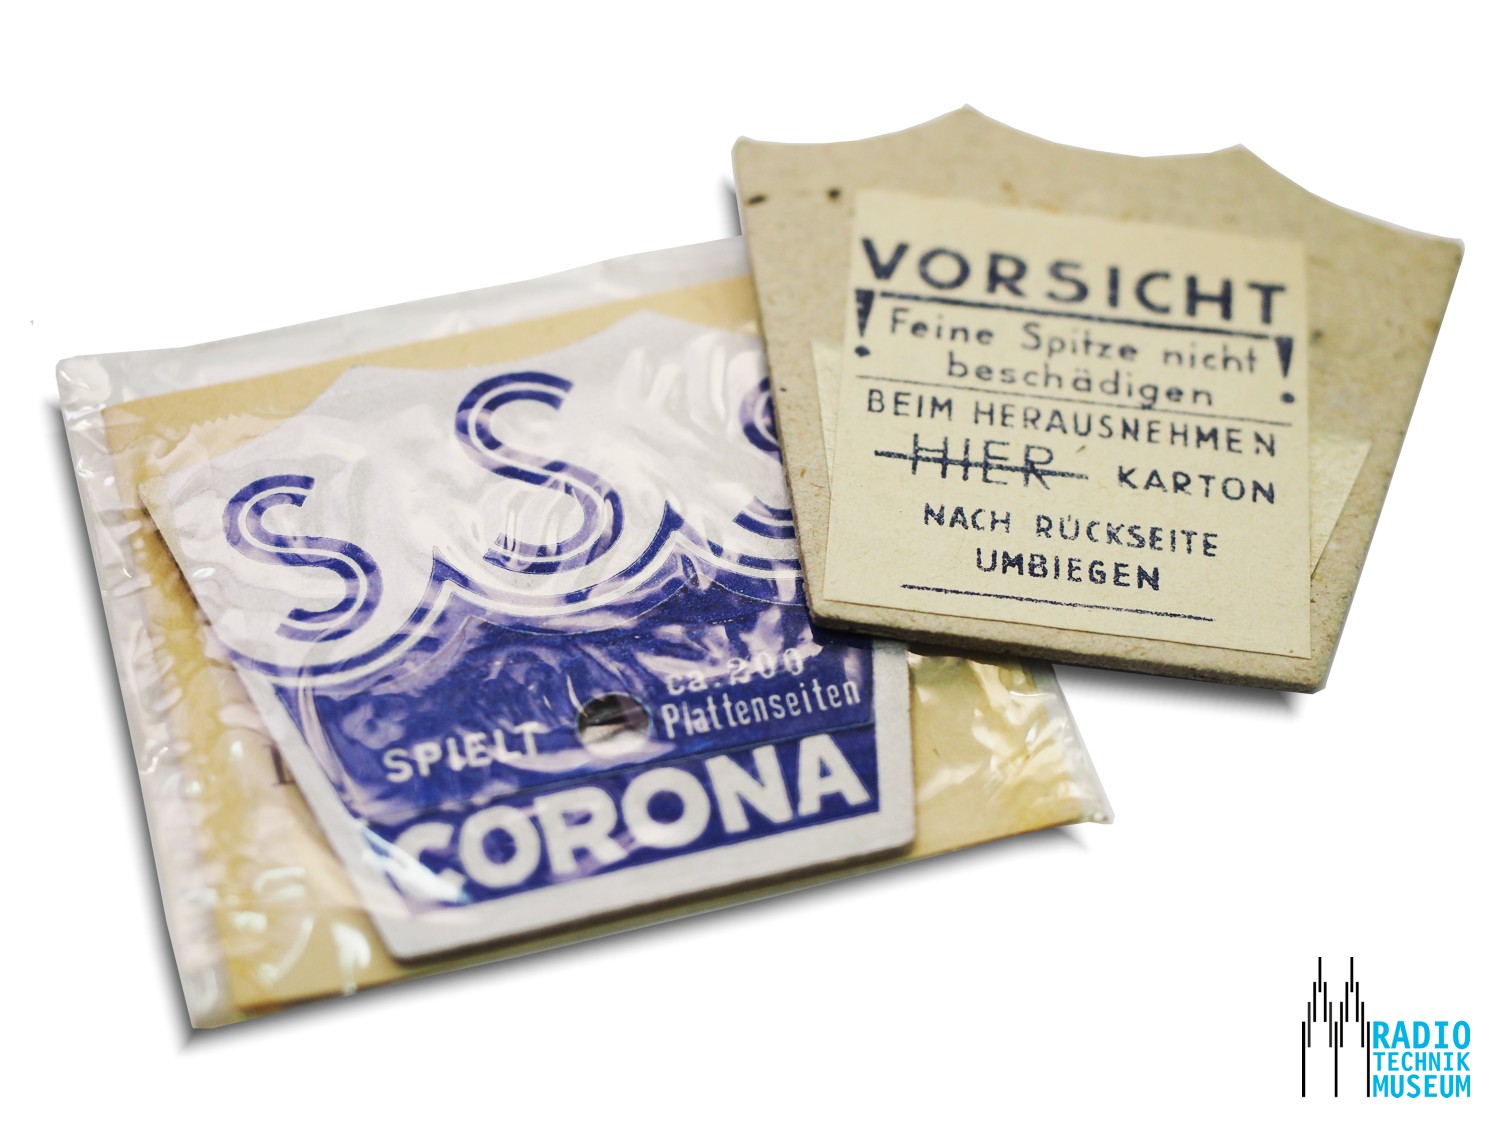 S S S
SPIELT
ca. 200
Plattenseiten
CORONA
VORSICHT
! Feine Spitze nicht !
beschädigen
BEIM HERAUSNEHMEN
HIER KARTON
NACH RÜCKSEITE
UMBIEGEN
RADIO
TECHNIK
MUSEUM